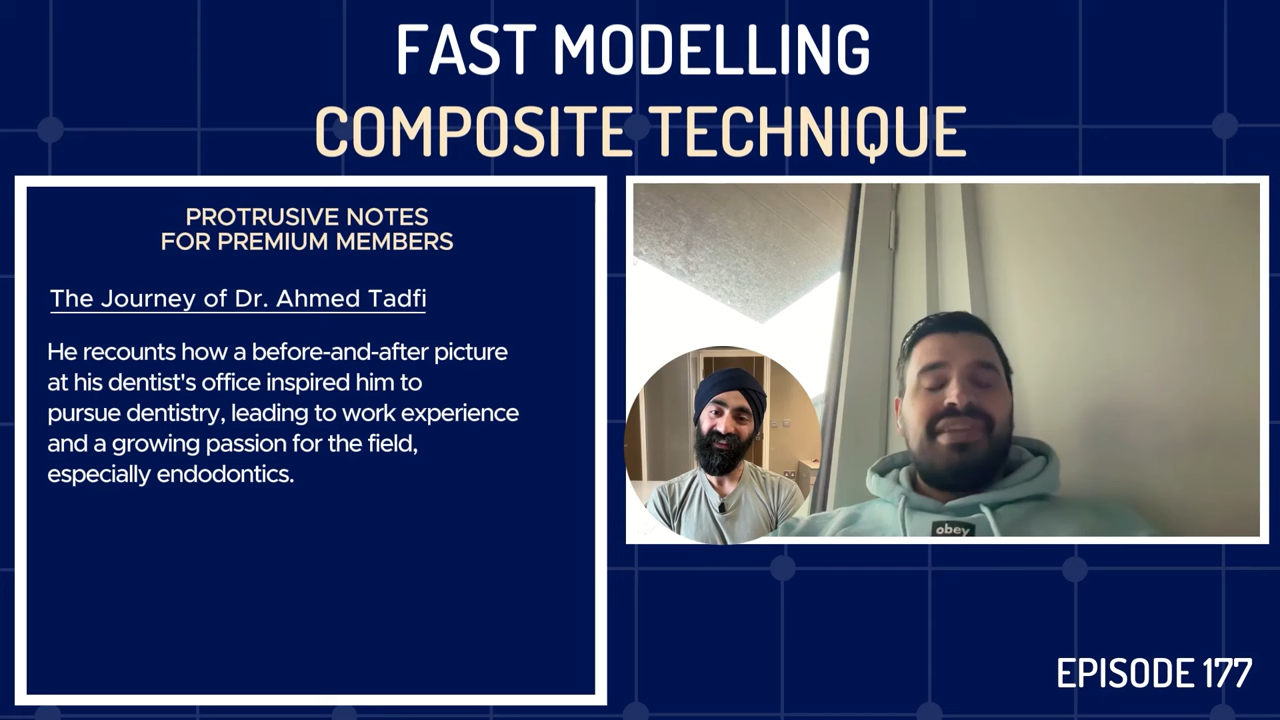 FAST MODELLING
COMPOSITE TECHNIQUE
PROTRUSIVE NOTES
FOR PREMIUM MEMBERS
The Journey of Dr. Ahmed Tadfi
He recounts how a before-and-after picture
at his dentist's office inspired him to
pursue dentistry, leading to work experience
and a growing passion for the field,
especially endodontics.
obey
EPISODE 177